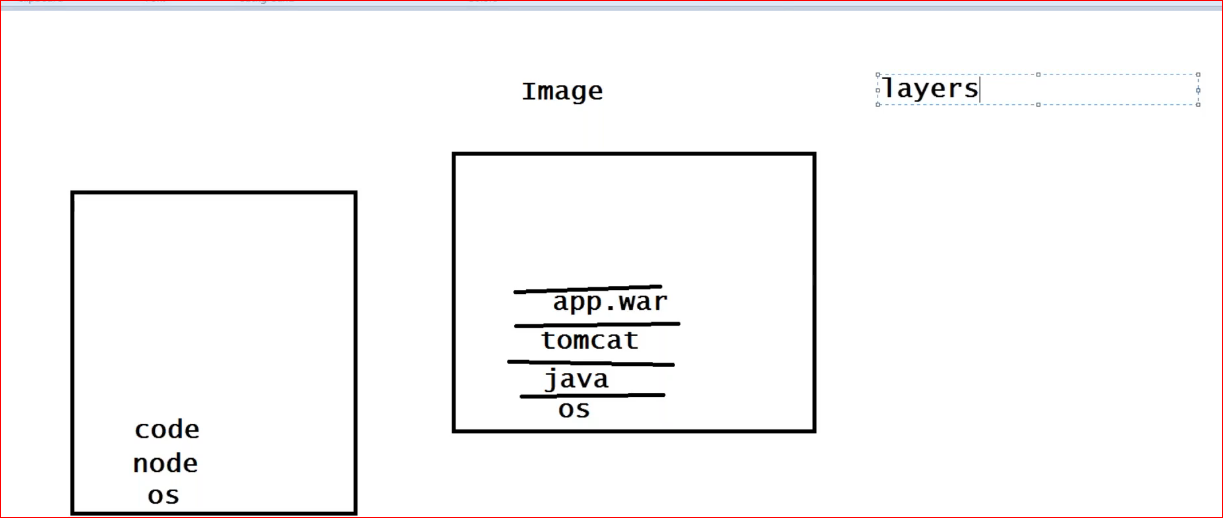 Image
layers
app.war
tomcat
java
os
code
node
os